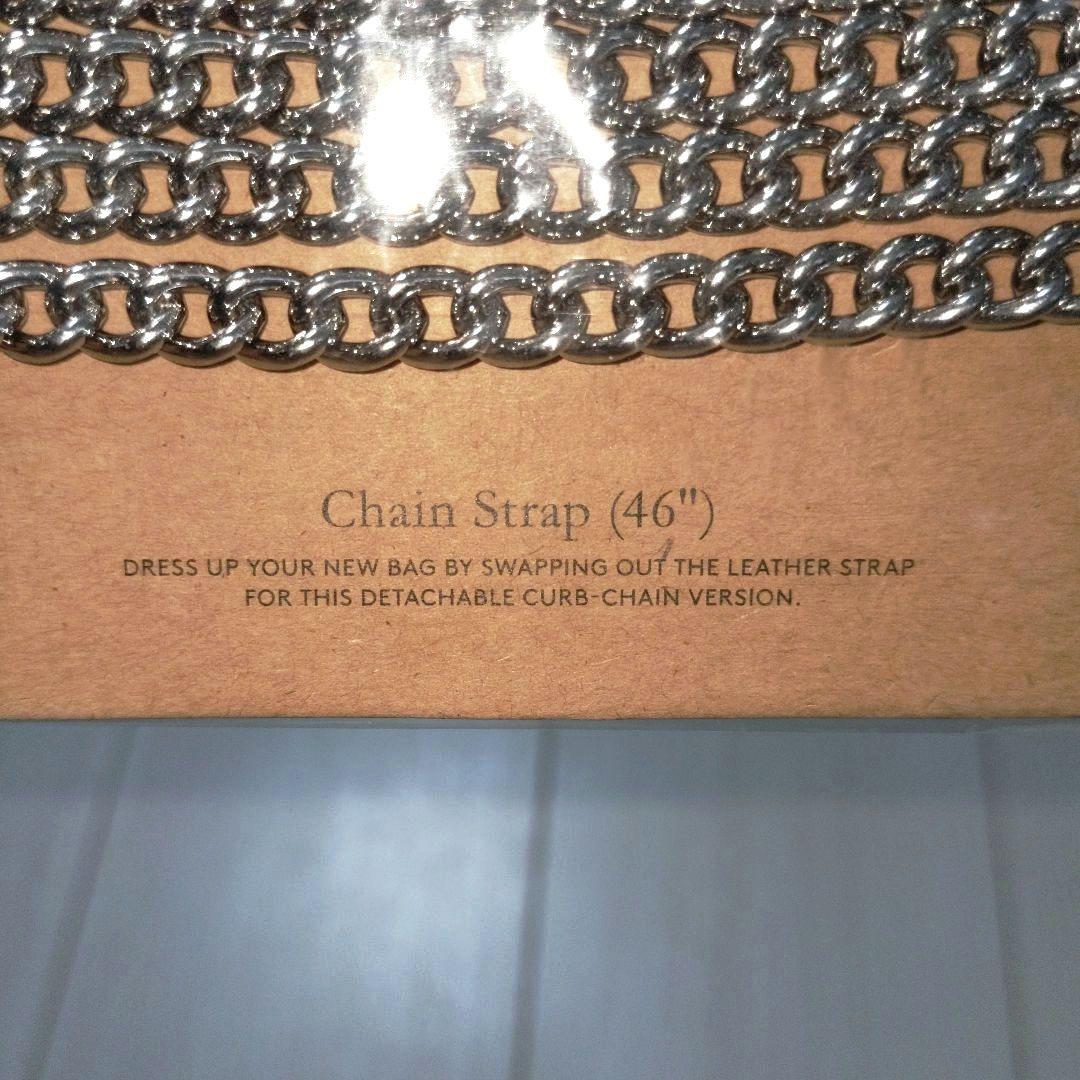 Chain Strap (46")
DRESS UP YOUR NEW BAG BY SWAPPING OUT THE LEATHER STRAP
FOR THIS DETACHABLE CURB-CHAIN VERSION.